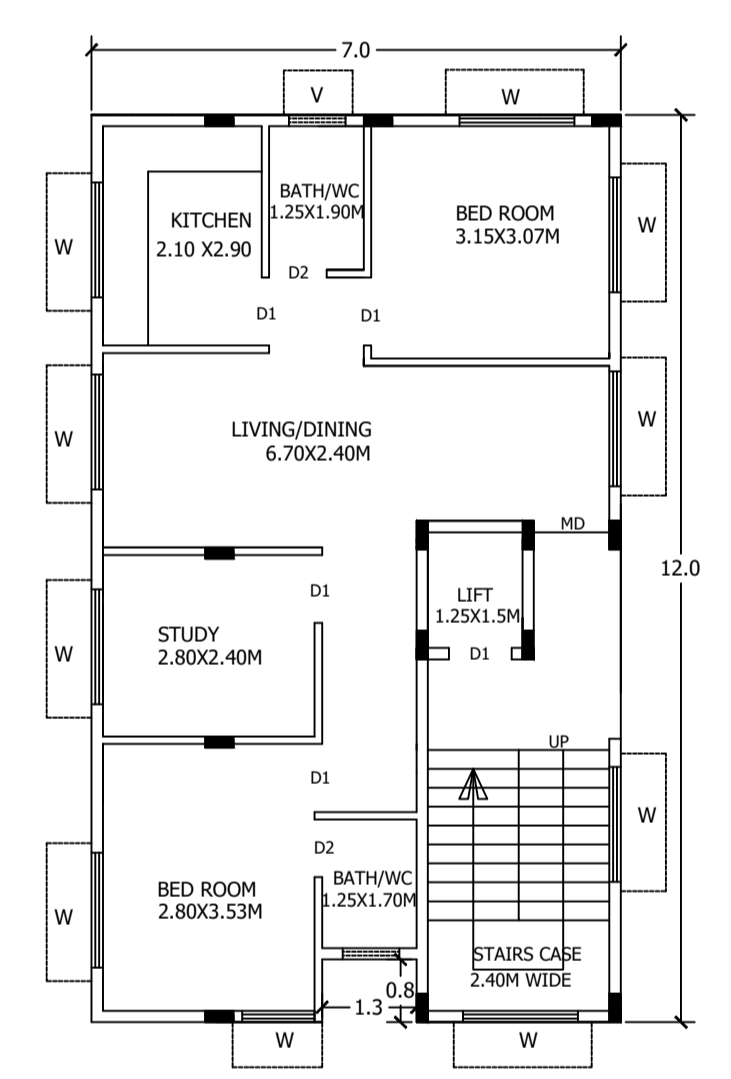 7.0
V
W
W
KITCHEN
2.10 X2.90
BATH/WC
1.25X1.90M
BED ROOM
3.15X3.07M
W
W
D2
D1
D1
W
LIVING/DINING
6.70X2.40M
W
MD
12.0
D1
LIFT
1.25X1.5M
D1
STUDY
2.80X2.40M
W
UP
D1
W
D2
BED ROOM
2.80X3.53M
BATH/WC
1.25X1.70M
W
STAIRS CASE
2.40M WIDE
0.8
1.3
W
W